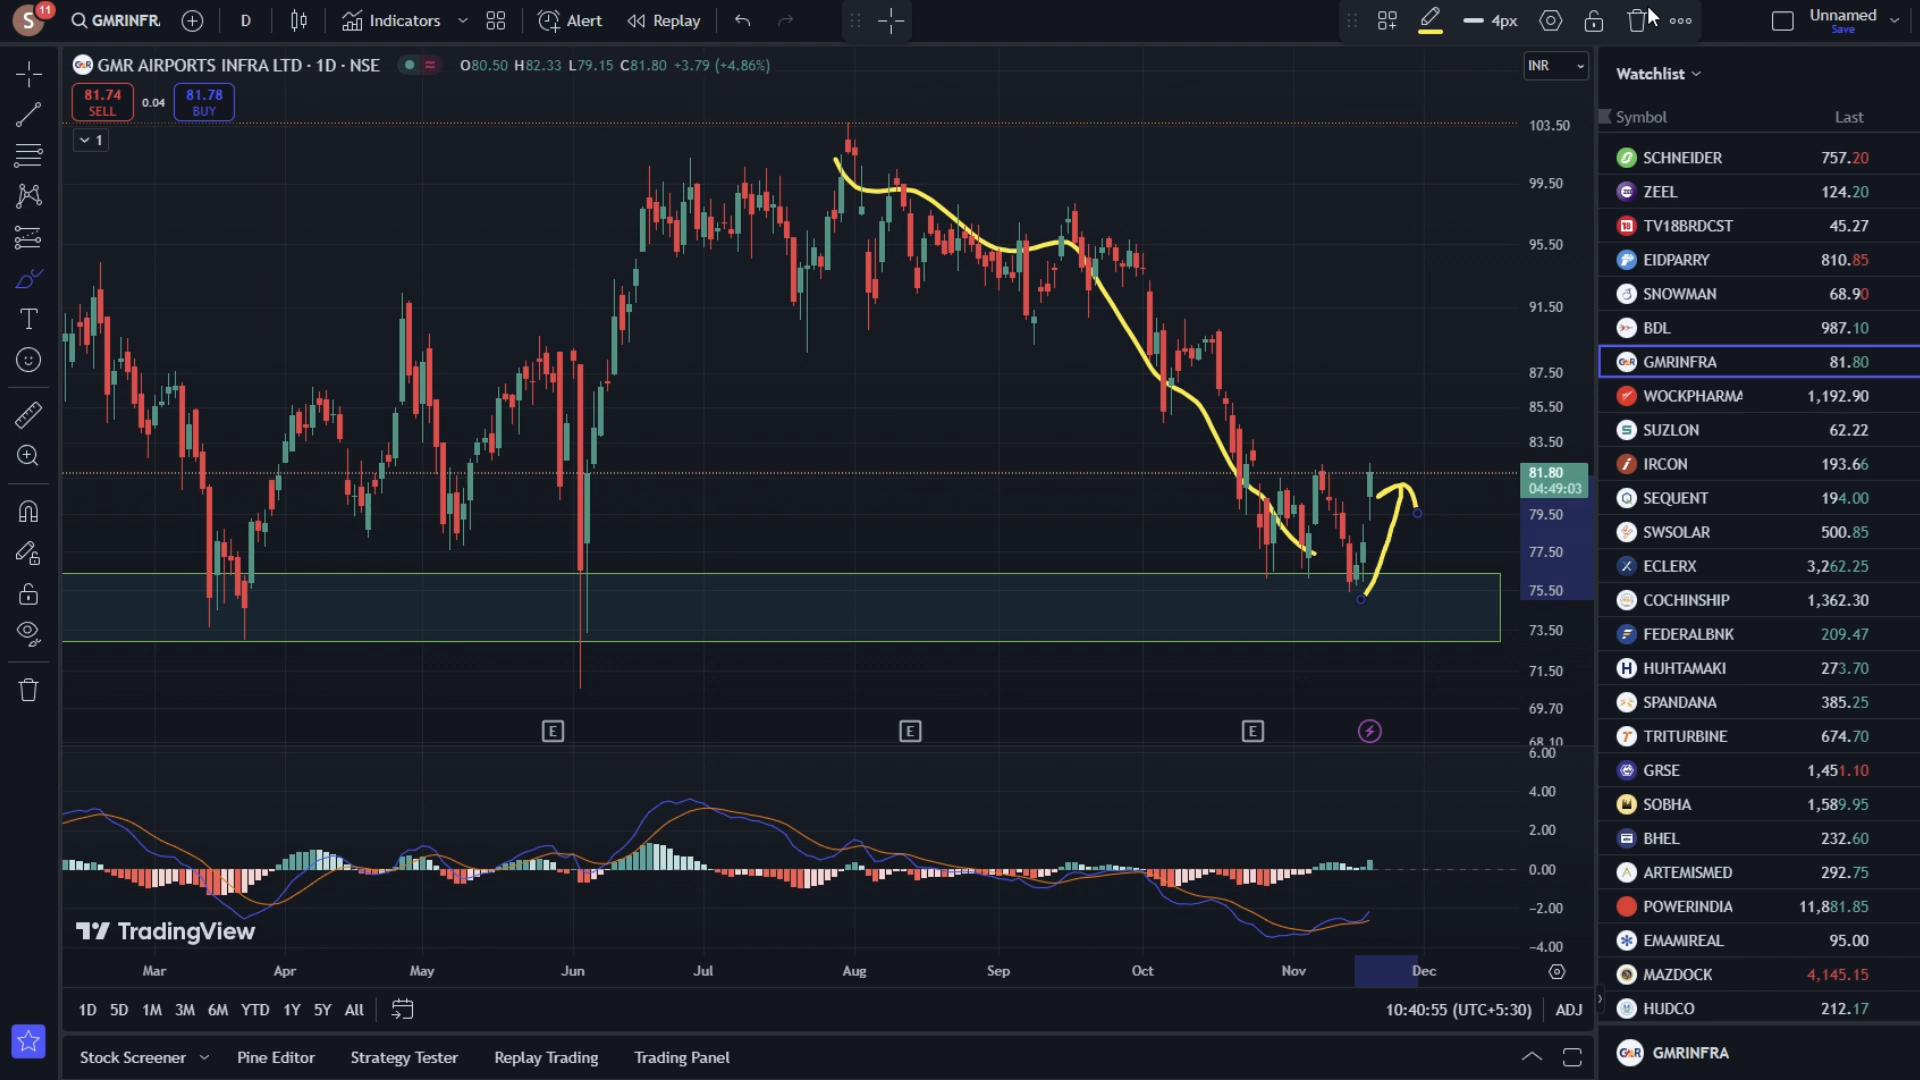 S 11 GMRINFRA D Indicators Alert Replay 4px Unnamed
Save
GMR AIRPORTS INFRA LTD · 1D · NSE O80.50 H82.33 L79.15 C81.80 +3.79 (+4.86%) INR
81.74 SELL 0.04 81.78 BUY
1
103.50
99.50
95.50
91.50
87.50
85.50
83.50
81.80
04:49:03
79.50
77.50
75.50
73.50
71.50
69.70
68.10
E E E
6.00
4.00
2.00
0.00
-2.00
-4.00
TradingView
Mar Apr May Jun Jul Aug Sep Oct Nov Dec
1D 5D 1M 3M 6M YTD 1Y 5Y All 10:40:55 (UTC+5:30) ADJ
Stock Screener Pine Editor Strategy Tester Replay Trading Trading Panel
Watchlist
Symbol Last
SCHNEIDER 757.20
ZEEL 124.20
TV18BRDCST 45.27
EIDPARRY 810.85
SNOWMAN 68.90
BDL 987.10
GMRINFRA 81.80
WOCKPHARMA 1,192.90
SUZLON 62.22
IRCON 193.66
SEQUENT 194.00
SWSOLAR 500.85
ECLERX 3,262.25
COCHINSHIP 1,362.30
FEDERALBNK 209.47
HUHTAMAKI 273.70
SPANDANA 385.25
TRITURBINE 674.70
GRSE 1,451.10
SOBHA 1,589.95
BHEL 232.60
ARTEMISMED 292.75
POWERINDIA 11,881.85
EMAMIREAL 95.00
MAZDOCK 4,145.15
HUDCO 212.17
GMRINFRA